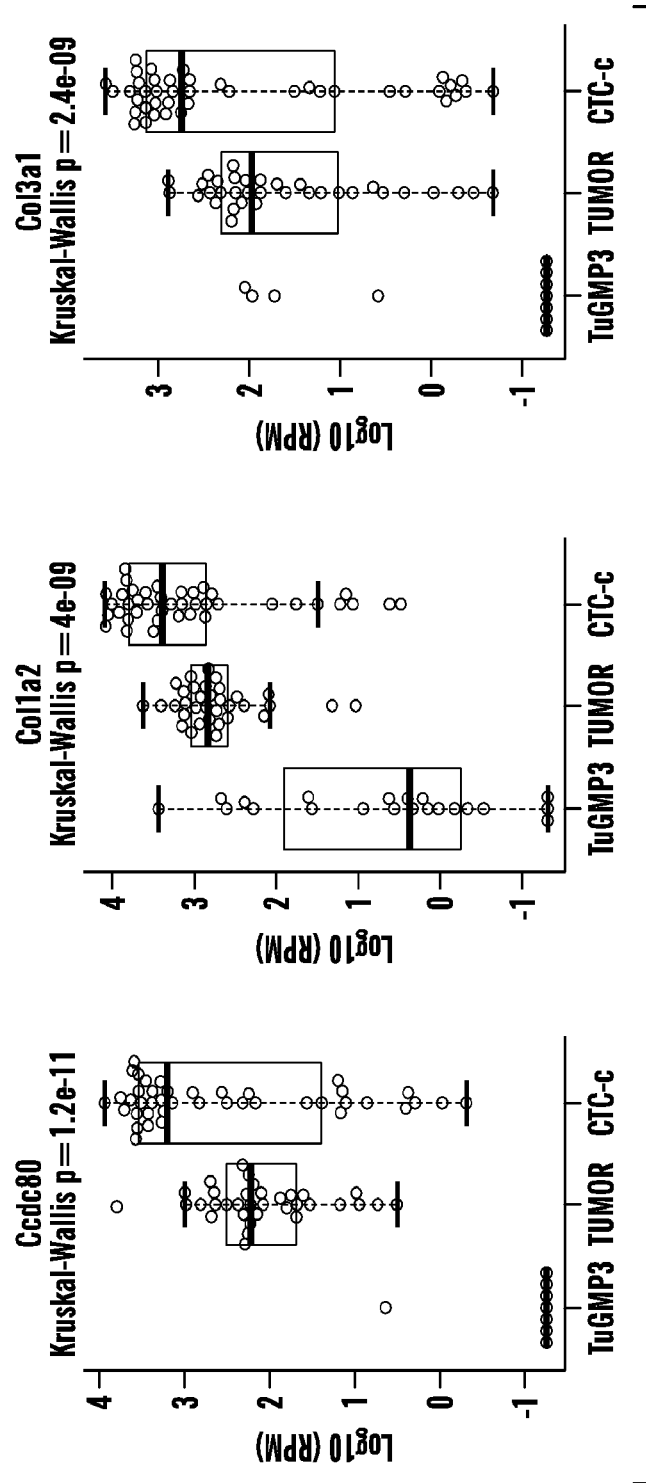 Ccdc80
Kruskal-Wallis p = 1.2e-11
Log10 (RPM)
4
3
2
1
0
-1
TuGMP3 TUMOR CTC-c
Col1a2
Kruskal-Wallis p = 4e-09
Log10 (RPM)
4
3
2
1
0
-1
TuGMP3 TUMOR CTC-c
Col3a1
Kruskal-Wallis p = 2.4e-09
Log10 (RPM)
3
2
1
0
-1
TuGMP3 TUMOR CTC-c